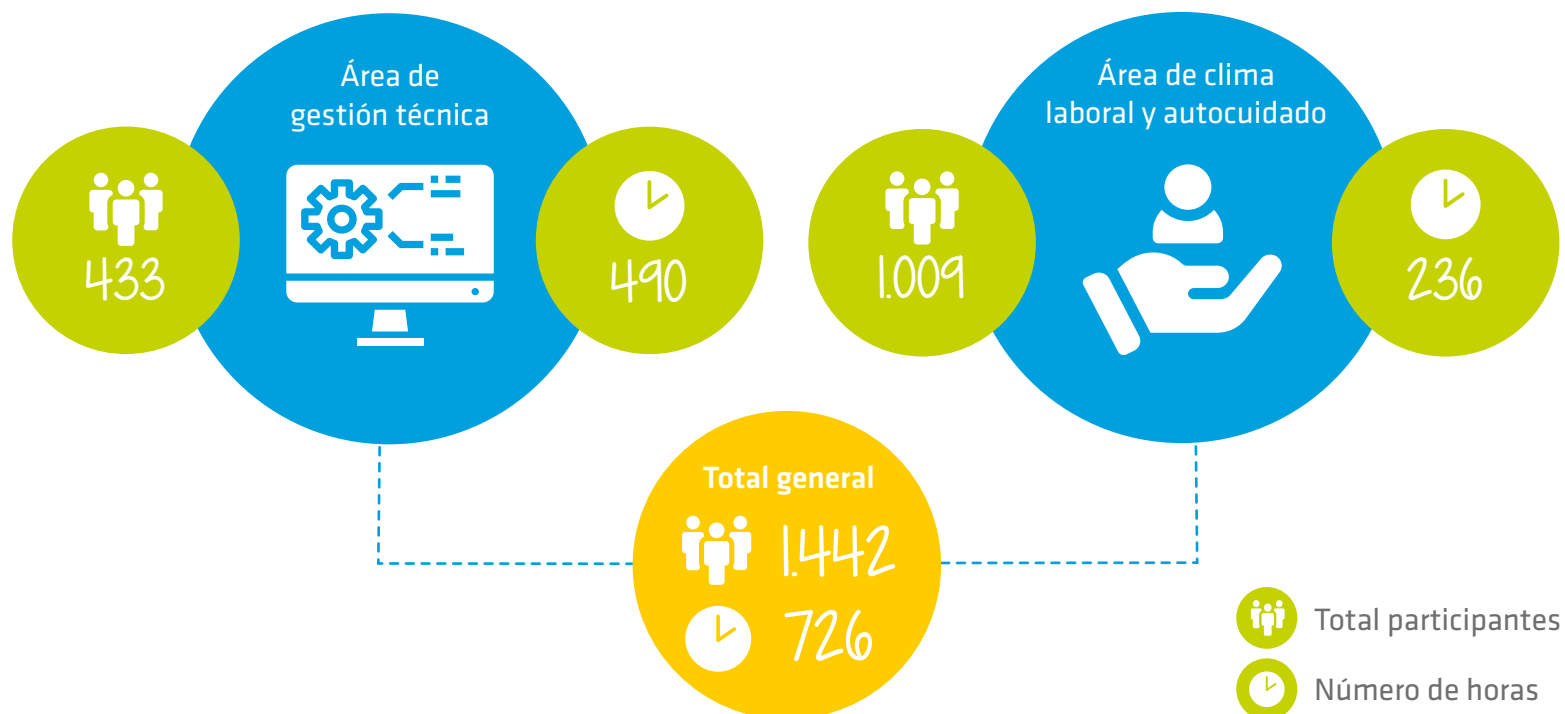 Área de
gestión técnica
433
490
Área de clima
laboral y autocuidado
1.009
236
Total general
1.442
726
Total participantes
Número de horas